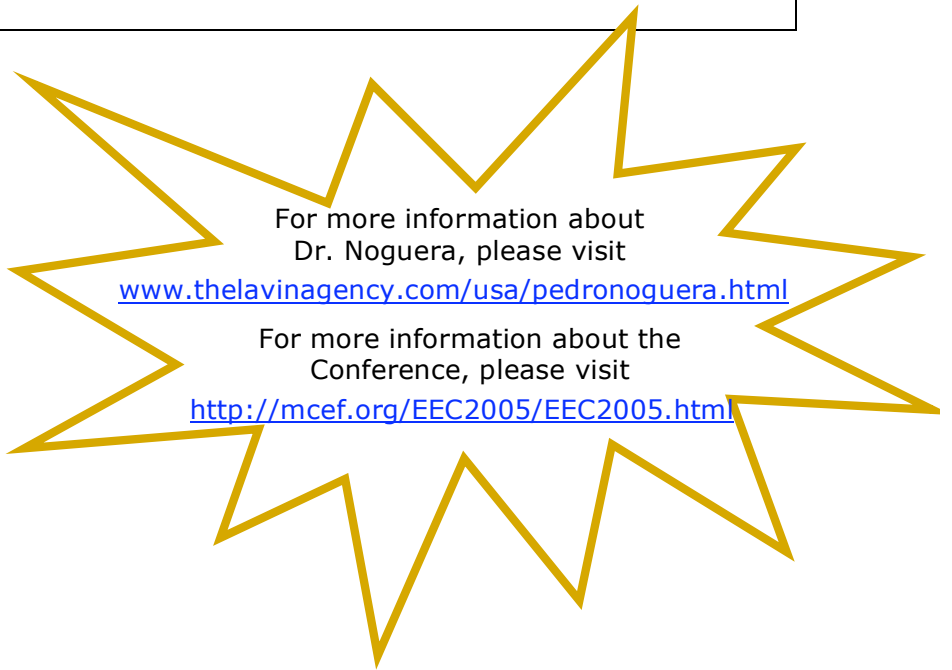 For more information about
Dr. Noguera, please visit
www.thelavinagency.com/usa/pedronoguera.html
For more information about the
Conference, please visit
http://mcef.org/EEC2005/EEC2005.html